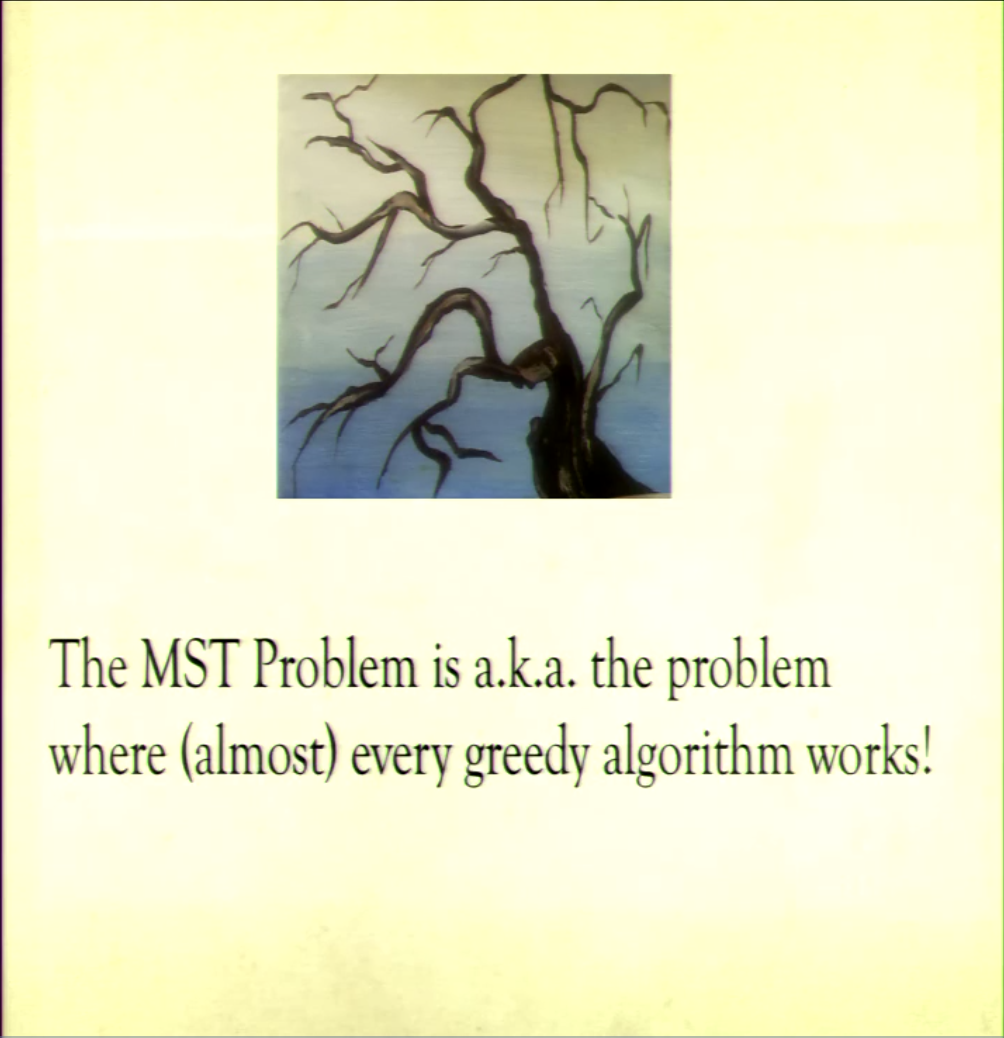 The MST Problem is a.k.a. the problem
where (almost) every greedy algorithm works!